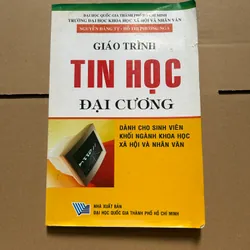 ĐẠI HỌC QUỐC GIA THÀNH PHỐ HỒ CHÍ MINH
TRƯỜNG ĐẠI HỌC KHOA HỌC XÃ HỘI VÀ NHÂN VĂN
GIÁO TRÌNH
TIN HỌC
ĐẠI CƯƠNG
DÀNH CHO SINH VIÊN
KHỐI NGÀNH KHOA HỌC
XÃ HỘI VÀ NHÂN VĂN
NHÀ XUẤT BẢN
ĐẠI HỌC QUỐC GIA THÀNH PHỐ HỒ CHÍ MINH